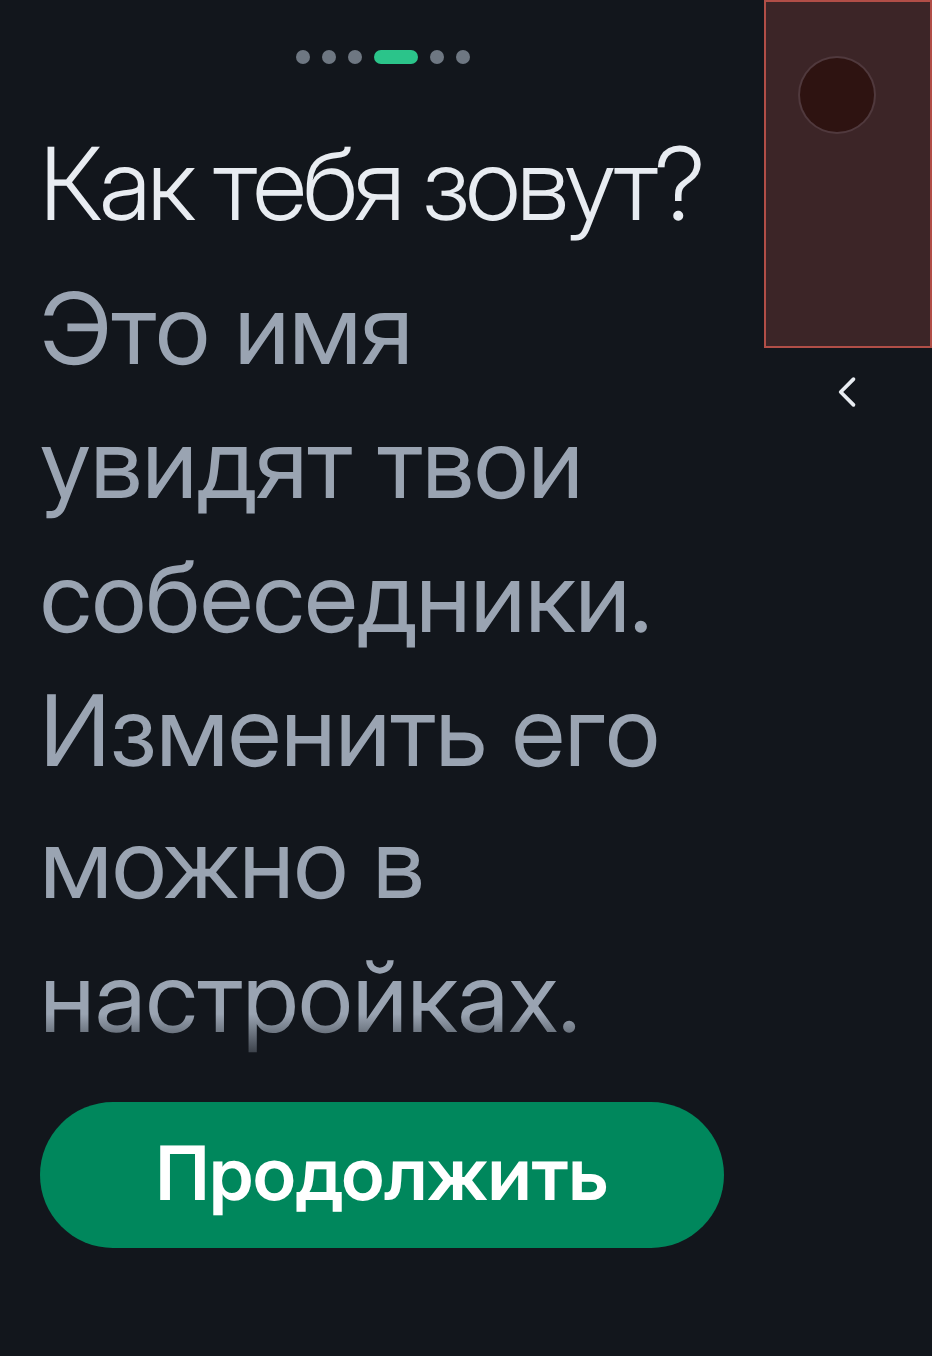 Как тебя зовут?
Это имя
увидят твои
собеседники.
Изменить его
можно в
настройках.
Продолжить